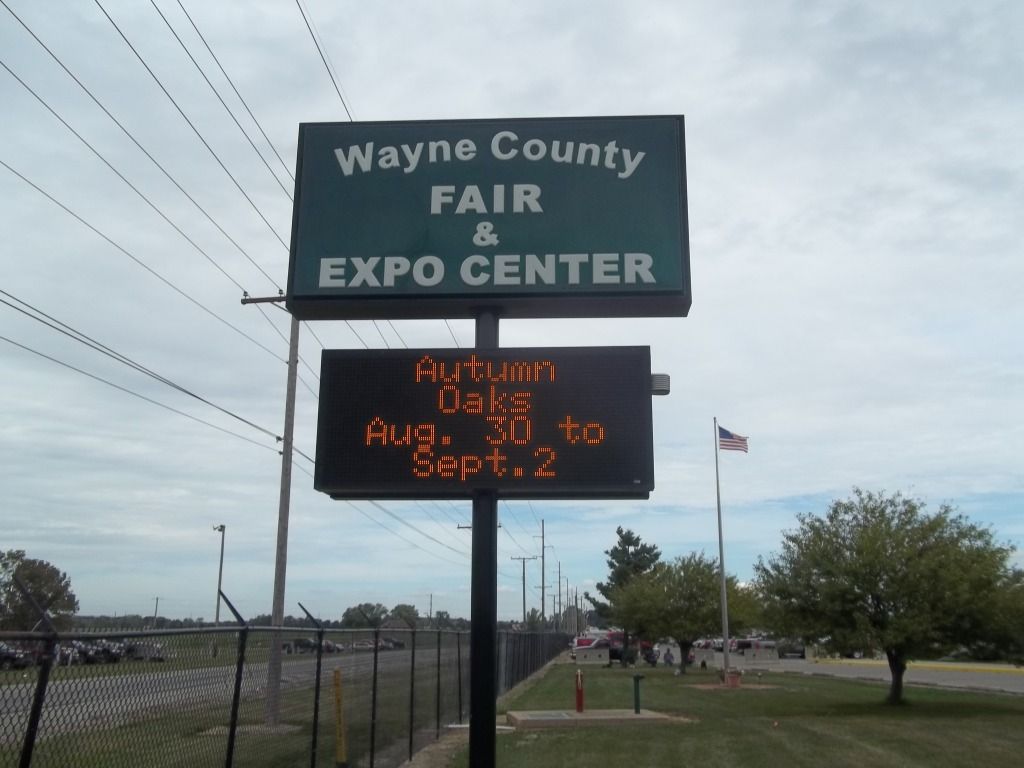 Wayne County
FAIR
&
EXPO CENTER
Autumn
Oaks
Aug. 30 to
Sept.2